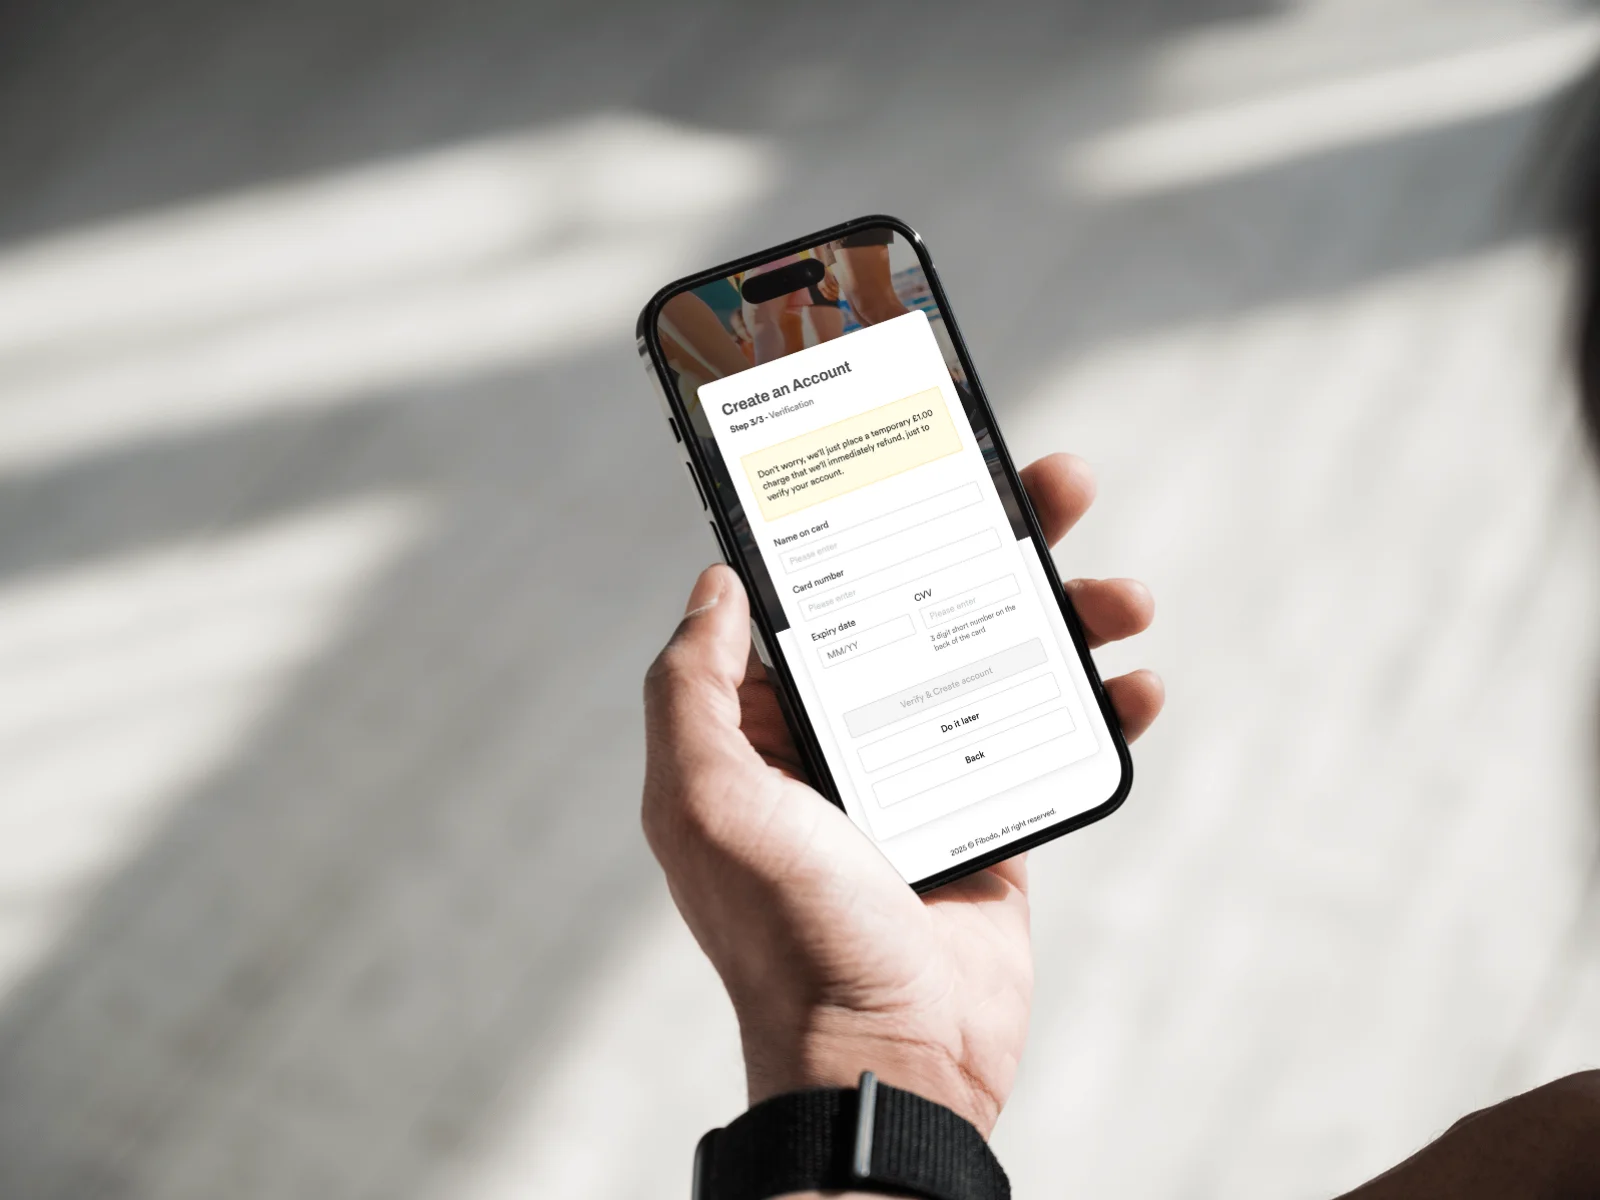 Create an Account
Step 3/3 - Verification
Don't worry, we'll just place a temporary £1.00
charge that we'll immediately refund, just to
verify your account.
Name on card
Please enter
Card number
Please enter
Expiry date
MM/YY
CVV
Please enter
3 digit short number on the
back of the card
Verify & Create account
Do it later
Back
2025 © Fibodo, All right reserved.